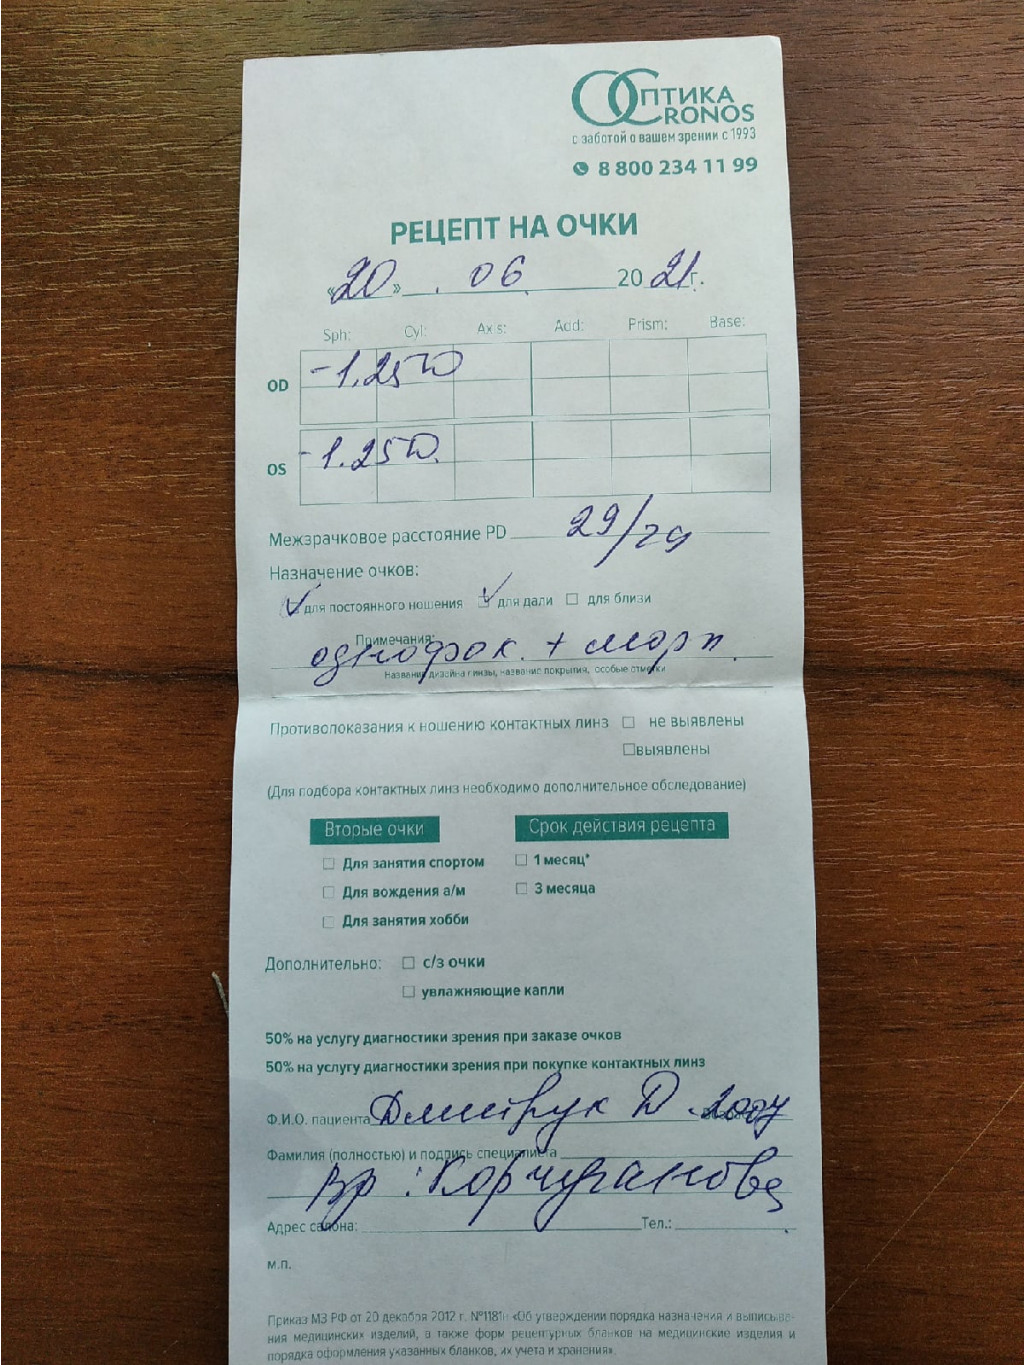 ОПТИКА
CRONOS
с заботой о вашем зрении с 1993
8 800 234 11 99
РЕЦЕПТ НА ОЧКИ
«20» . 06. 2021г.
Sph: Cyl: Axis: Add: Prism: Base:
OD -1.25D
OS -1.25D.
Межзрачковое расстояние PD 29/29
Назначение очков:
для постоянного ношения для дали для близи
Примечания:
однофок. + морп.
Название дизайна линзы, название покрытия, особые отметки
Противопоказания к ношению контактных линз не выявлены
выявлены
(Для подбора контактных линз необходимо дополнительное обследование)
Вторые очки Срок действия рецепта
Для занятия спортом 1 месяц*
Для вождения а/м 3 месяца
Для занятия хобби
Дополнительно: с/з очки
увлажняющие капли
50% на услугу диагностики зрения при заказе очков
50% на услугу диагностики зрения при покупке контактных линз
Ф.И.О. пациента Дмитрук Д.
Фамилия (полностью) и подпись специалиста
Вр: Корчуганова
Адрес салона: Тел.:
м.п.
Приказ МЗ РФ от 20 декабря 2012 г. №1181н «Об утверждении порядка назначения и выписыва-
ния медицинских изделий, а также форм рецептурных бланков на медицинские изделия и
порядка оформления указанных бланков, их учета и хранения».